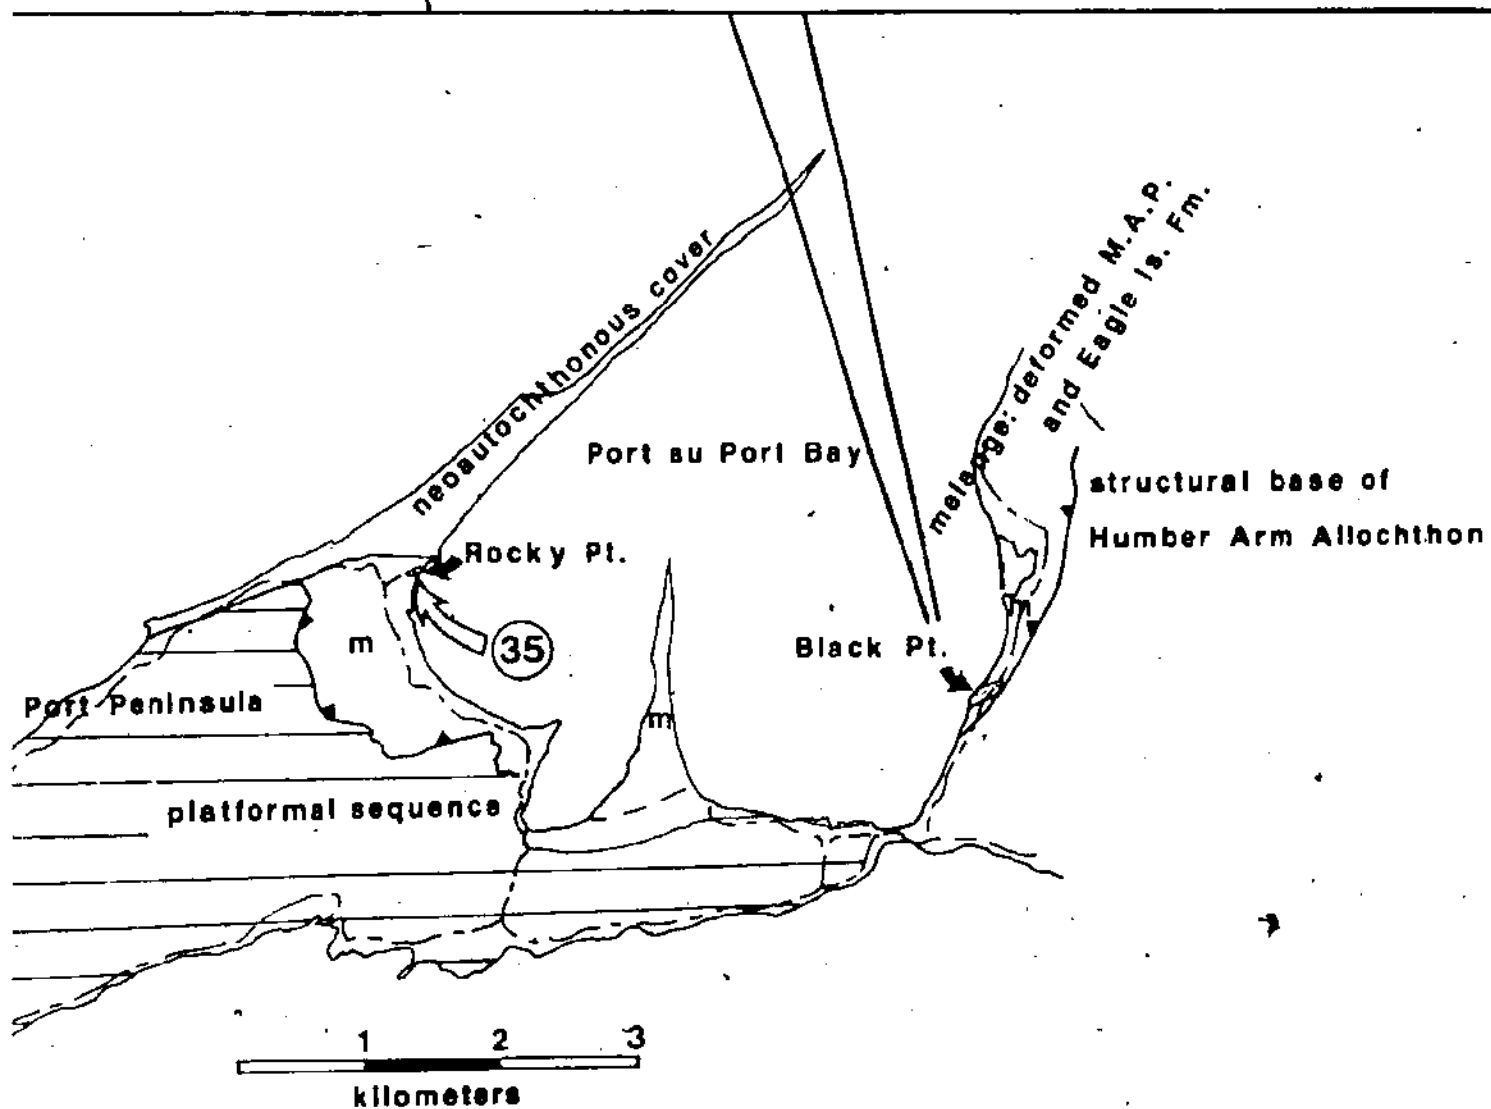 neoautochthonous cover
melange: deformed M.A.P.
and Eagle Is. Fm.
Port au Port Bay
structural base of
Humber Arm Allochthon
Rocky Pt.
35
m
Black Pt.
m
m
Port Peninsula
platformal sequence
1 2 3
kilometers